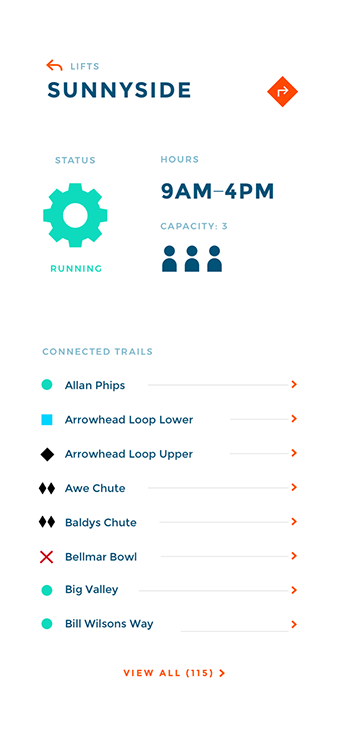 LIFTS
SUNNYSIDE
STATUS
RUNNING
HOURS
9AM–4PM
CAPACITY: 3
CONNECTED TRAILS
Allan Phips
Arrowhead Loop Lower
Arrowhead Loop Upper
Awe Chute
Baldys Chute
Bellmar Bowl
Big Valley
Bill Wilsons Way
VIEW ALL (115)